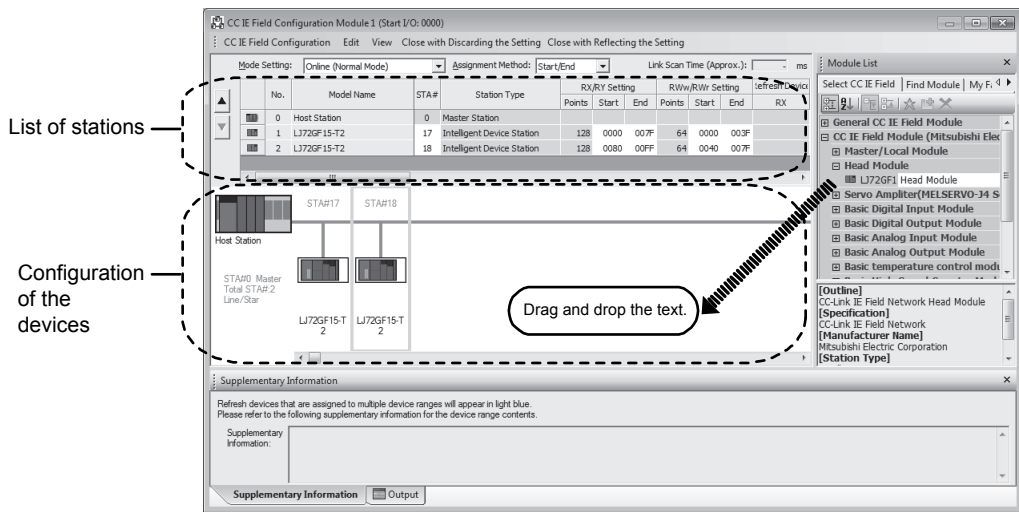 CC IE Field Configuration Module 1 (Start I/O: 0000)
CC IE Field Configuration Edit View Close with Discarding the Setting Close with Reflecting the Setting
Mode Setting: Online (Normal Mode) Assignment Method: Start/End Link Scan Time (Approx.): - ms
No. Model Name STA# Station Type RX/RY Setting RWw/RWr Setting
Points Start End Points Start End RX
0 Host Station 0 Master Station
1 LJ72GF15-T2 17 Intelligent Device Station 128 0000 007F 64 0000 003F
2 LJ72GF15-T2 18 Intelligent Device Station 128 0080 00FF 64 0040 007F
List of stations
STA#17 STA#18
Host Station
STA#0 Master
Total STA#:2
Line/Star
LJ72GF15-T
2
LJ72GF15-T
2
Configuration
of the
devices
Drag and drop the text.
Module List
Select CC IE Field Find Module My Fa
General CC IE Field Module
CC IE Field Module (Mitsubishi Elec
Master/Local Module
Head Module
LJ72GF1 Head Module
Servo Ampliter(MELSERVO-J4 S
Basic Digital Input Module
Basic Digital Output Module
Basic Analog Input Module
Basic Analog Output Module
Basic temperature control modu
[Outline]
CC-Link IE Field Network Head Module
[Specification]
CC-Link IE Field Network
[Manufacturer Name]
Mitsubishi Electric Corporation
[Station Type]
Supplementary Information
Refresh devices that are assigned to multiple device ranges will appear in light blue.
Please refer to the following supplementary information for the device range contents.
Supplementary
Information:
Supplementary Information Output